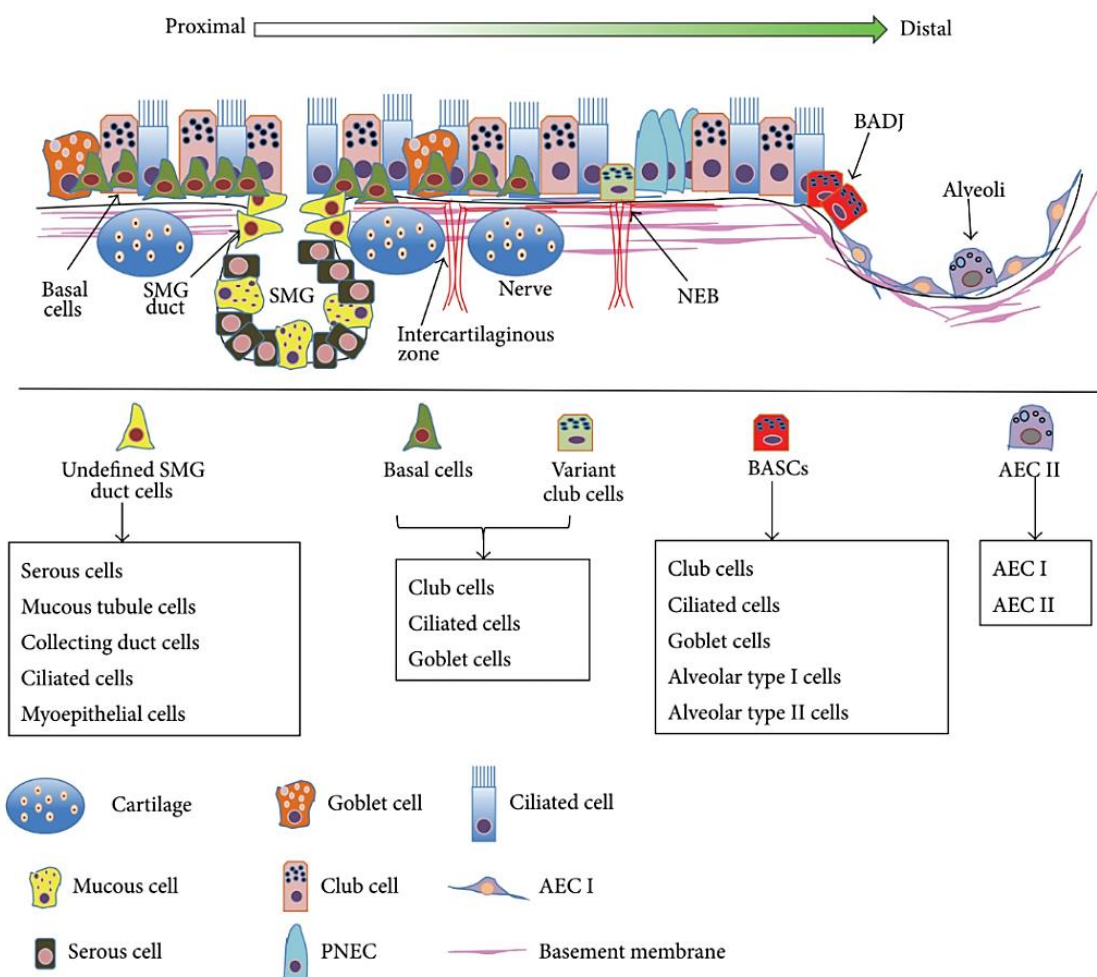 Proximal
Distal
BADJ
Alveoli
Basal
cells
SMG
duct
SMG
Intercartilaginous
zone
Nerve
NEB
Undefined SMG
duct cells
Basal cells
Variant
club cells
BASCs
AEC II
Serous cells
Mucous tubule cells
Collecting duct cells
Ciliated cells
Myoepithelial cells
Club cells
Ciliated cells
Goblet cells
Club cells
Ciliated cells
Goblet cells
Alveolar type I cells
Alveolar type II cells
AEC I
AEC II
Cartilage
Goblet cell
Ciliated cell
Mucous cell
Club cell
AEC I
Serous cell
PNEC
Basement membrane